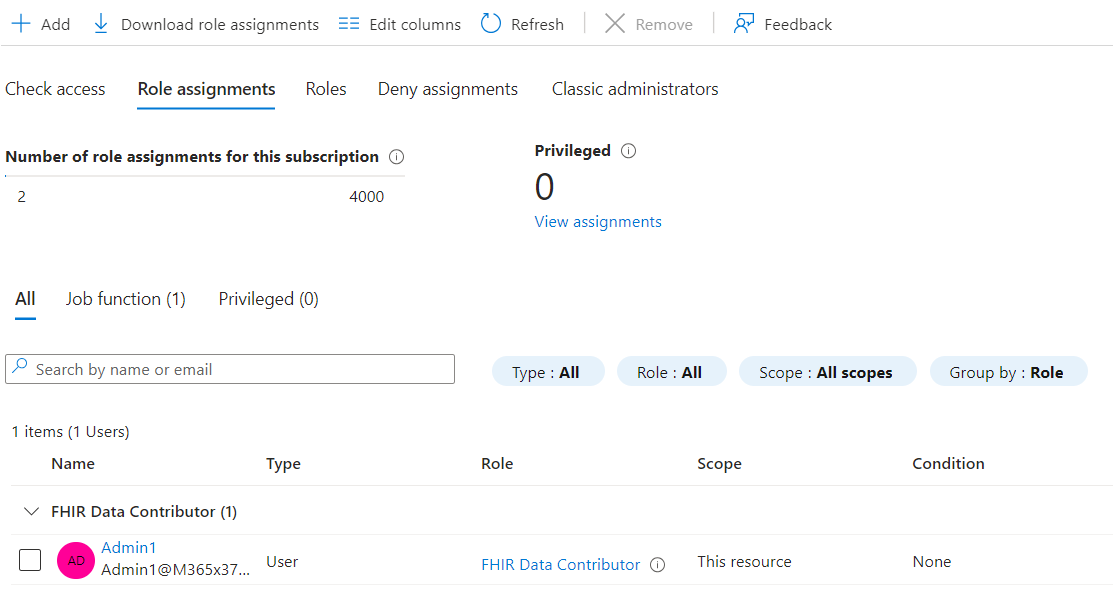 Add Download role assignments Edit columns Refresh Remove Feedback
Check access Role assignments Roles Deny assignments Classic administrators
Number of role assignments for this subscription
2 4000
Privileged
0
View assignments
All Job function (1) Privileged (0)
Search by name or email
Type : All Role : All Scope : All scopes Group by : Role
1 items (1 Users)
Name Type Role Scope Condition
FHIR Data Contributor (1)
AD Admin1 User FHIR Data Contributor This resource None
Admin1@M365x37...